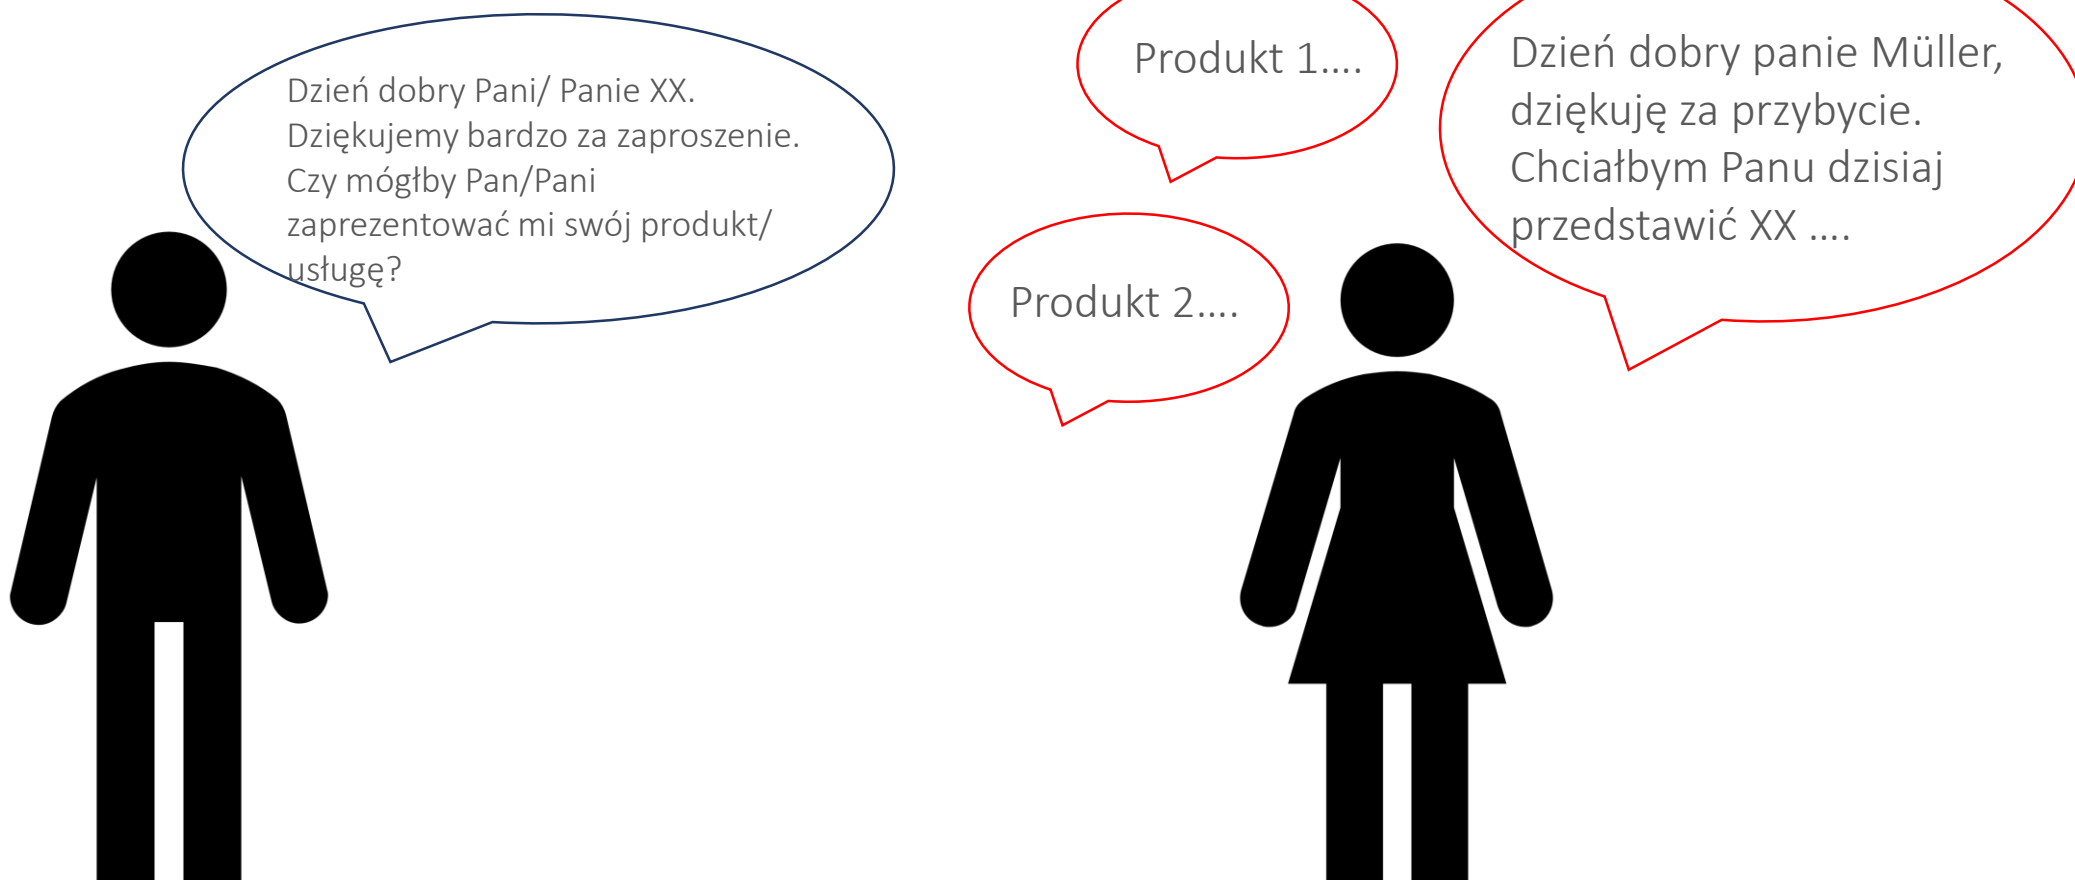 Dzień dobry Pani/ Panie XX.
Dziękujemy bardzo za zaproszenie.
Czy mógłby Pan/Pani
zaprezentować mi swój produkt/
usługę?
Produkt 1....
Produkt 2....
Dzień dobry panie Müller,
dziękuję za przybycie.
Chciałbym Panu dzisiaj
przedstawić XX ....